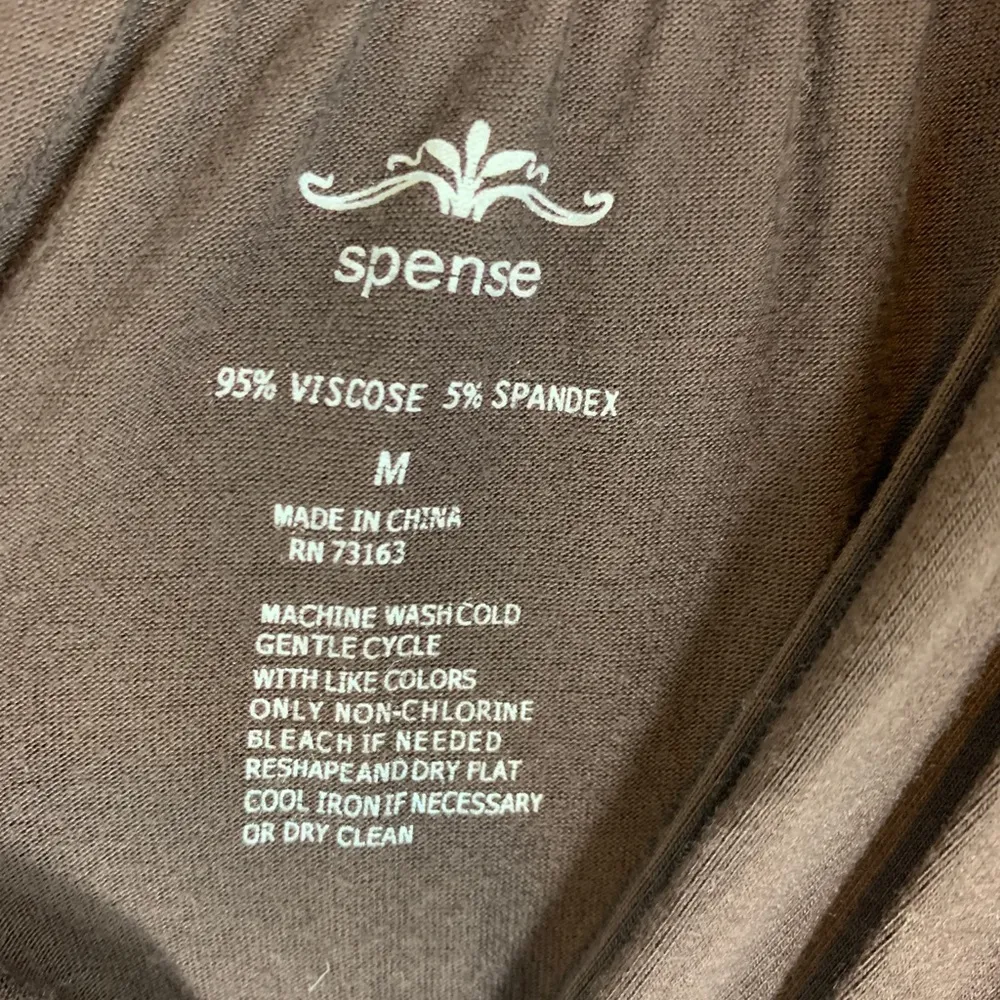 spense
95% VISCOSE 5% SPANDEX
M
MADE IN CHINA
RN 73163
MACHINE WASH COLD
GENTLE CYCLE
WITH LIKE COLORS
ONLY NON-CHLORINE
BLEACH IF NEEDED
RESHAPE AND DRY FLAT
COOL IRON IF NECESSARY
OR DRY CLEAN